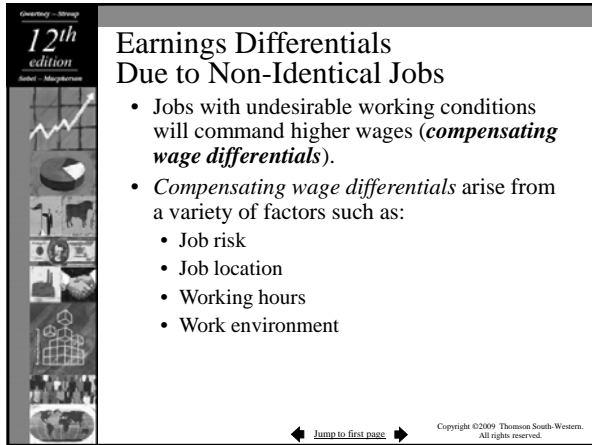 Gwartney – Stroup
12th
edition
Sobel – Macpherson
Earnings Differentials
Due to Non-Identical Jobs
• Jobs with undesirable working conditions
will command higher wages (compensating
wage differentials).
• Compensating wage differentials arise from
a variety of factors such as:
• Job risk
• Job location
• Working hours
• Work environment
Jump to first page
Copyright ©2009 Thomson South-Western.
All rights reserved.